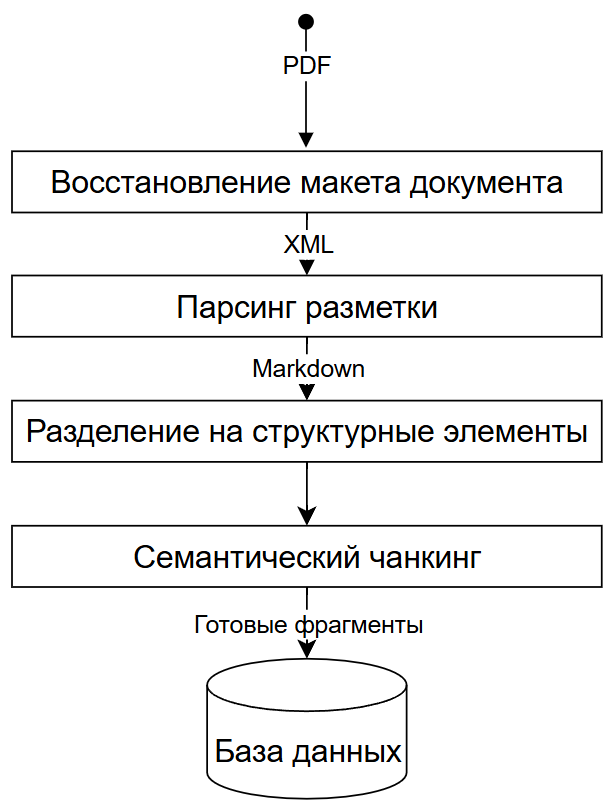 PDF
Восстановление макета документа
XML
Парсинг разметки
Markdown
Разделение на структурные элементы
Семантический чанкинг
Готовые фрагменты
База данных